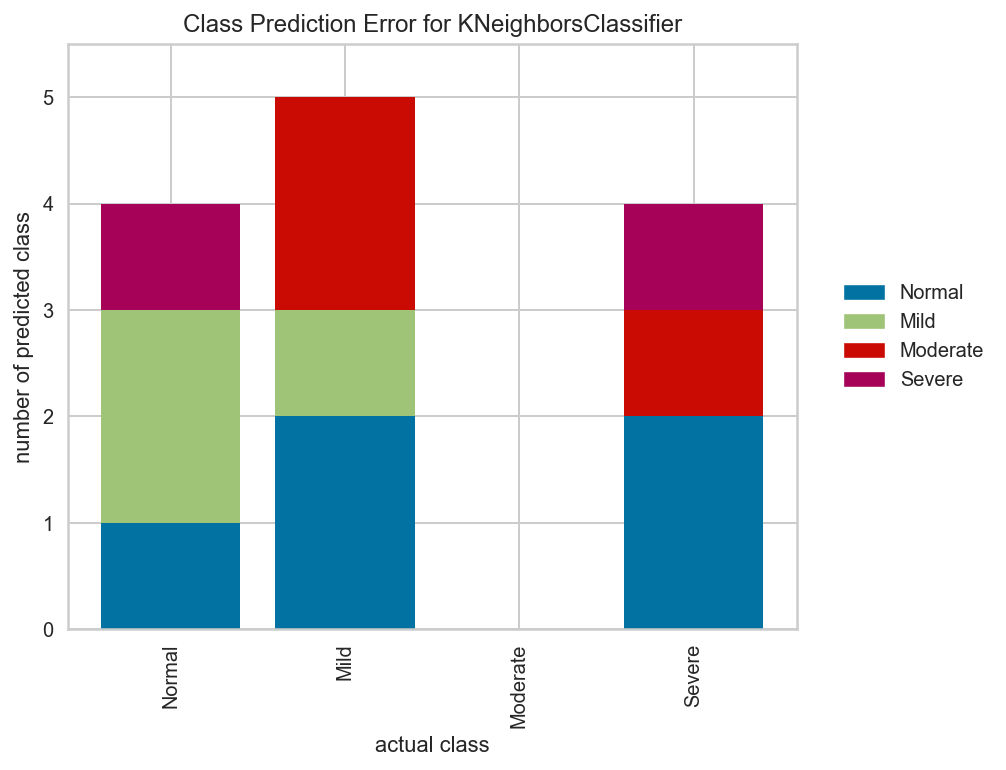 Class Prediction Error for KNeighborsClassifier
number of predicted class
5
4
3
2
1
0
Normal
Mild
Moderate
Severe
actual class
Normal
Mild
Moderate
Severe